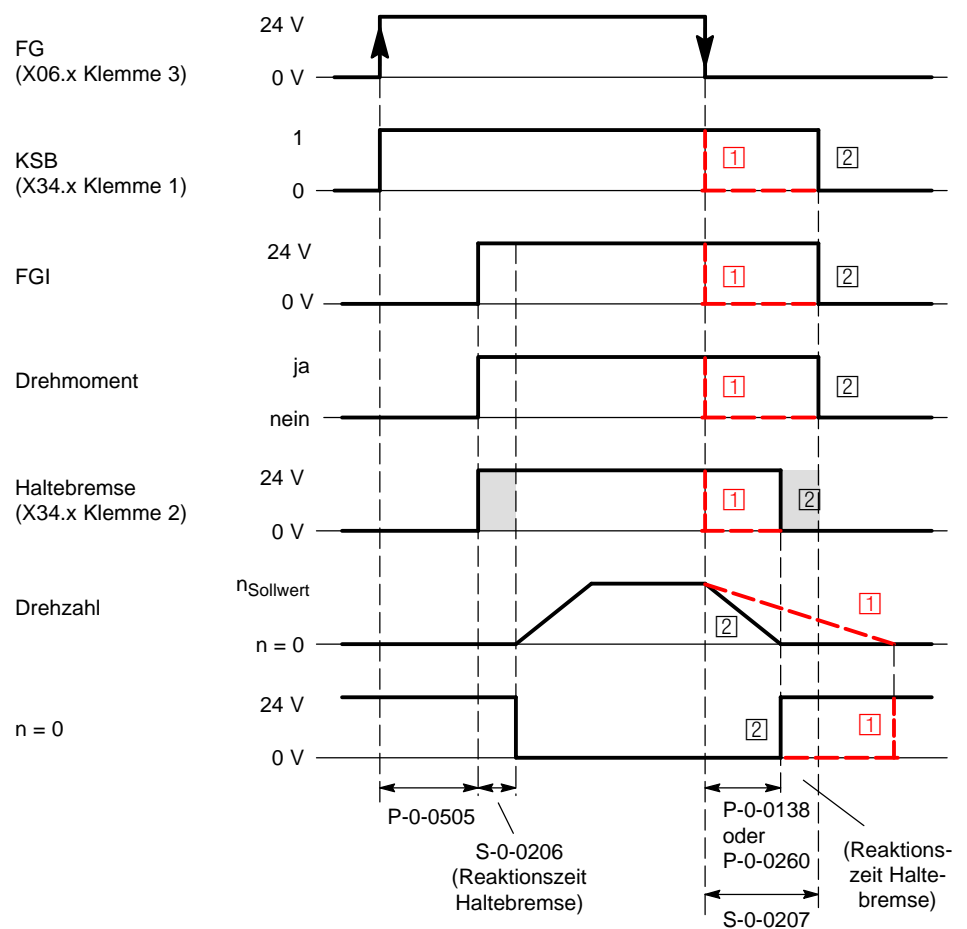 24 V
FG
(X06.x Klemme 3)
0 V
1
KSB
(X34.x Klemme 1)
0
1
2
24 V
FGI
0 V
1
2
ja
Drehmoment
nein
1
2
24 V
Haltebremse
(X34.x Klemme 2)
0 V
1
2
nSollwert
Drehzahl
n = 0
2
1
24 V
n = 0
0 V
2
1
P-0-0505
S-0-0206
(Reaktionszeit
Haltebremse)
P-0-0138
oder
P-0-0260
(Reaktions-
zeit Halte-
bremse)
S-0-0207